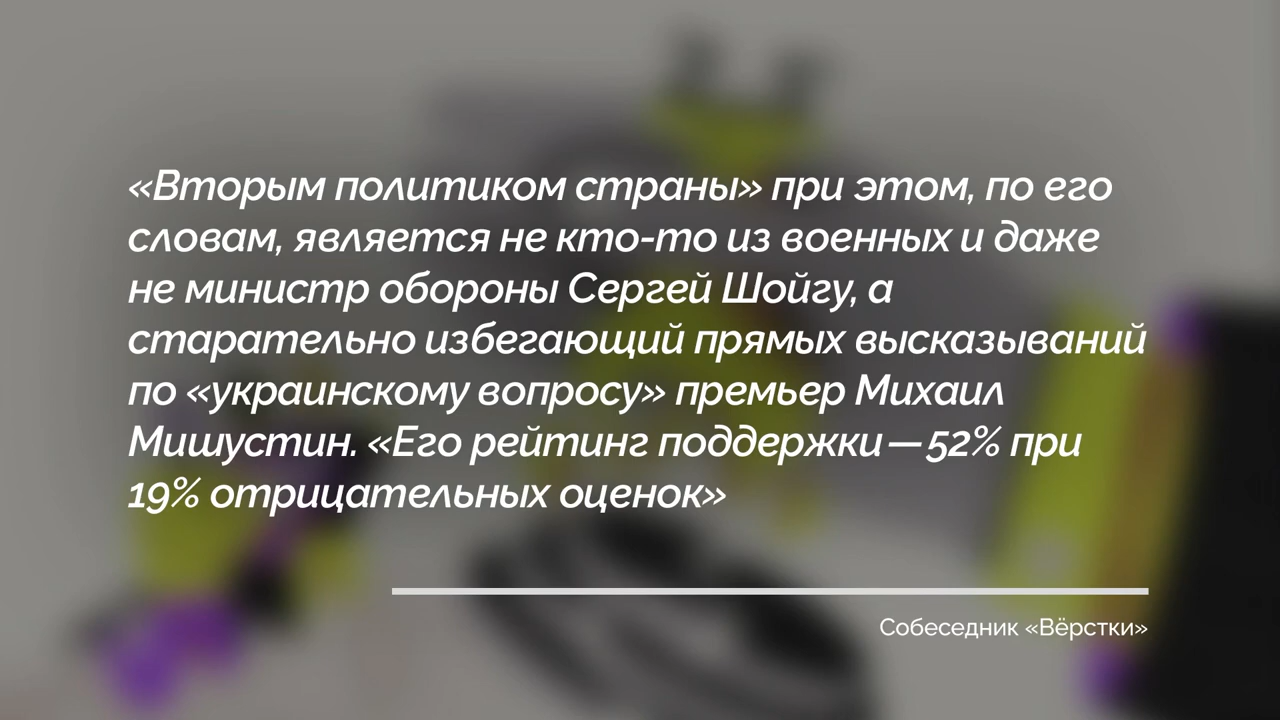 «Вторым политиком страны» при этом, по его
словам, является не кто-то из военных и даже
не министр обороны Сергей Шойгу, а
старательно избегающий прямых высказываний
по «украинскому вопросу» премьер Михаил
Мишустин. «Его рейтинг поддержки — 52% при
19% отрицательных оценок»
Собеседник «Вёрстки»